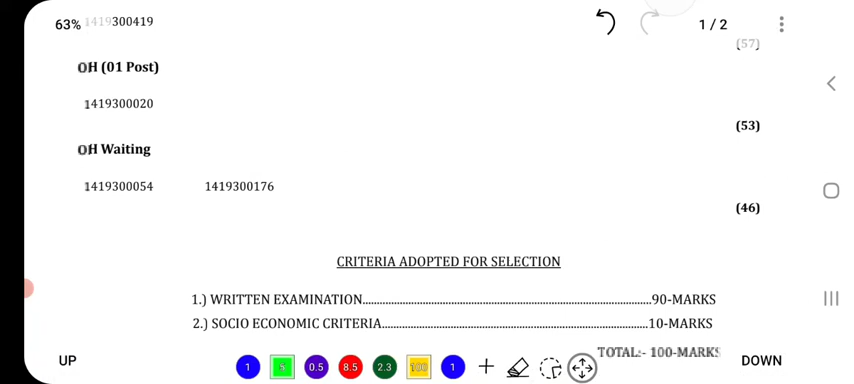 63% 1419300419 1 / 2
(57)
OH (01 Post)
1419300020
(53)
OH Waiting
1419300054 1419300176
(46)
CRITERIA ADOPTED FOR SELECTION
1.) WRITTEN EXAMINATION....................................................................................................90-MARKS
2.) SOCIO ECONOMIC CRITERIA............................................................................................10-MARKS
TOTAL:- 100-MARKS
UP 1 5 0.5 8.5 2.3 100 1 DOWN